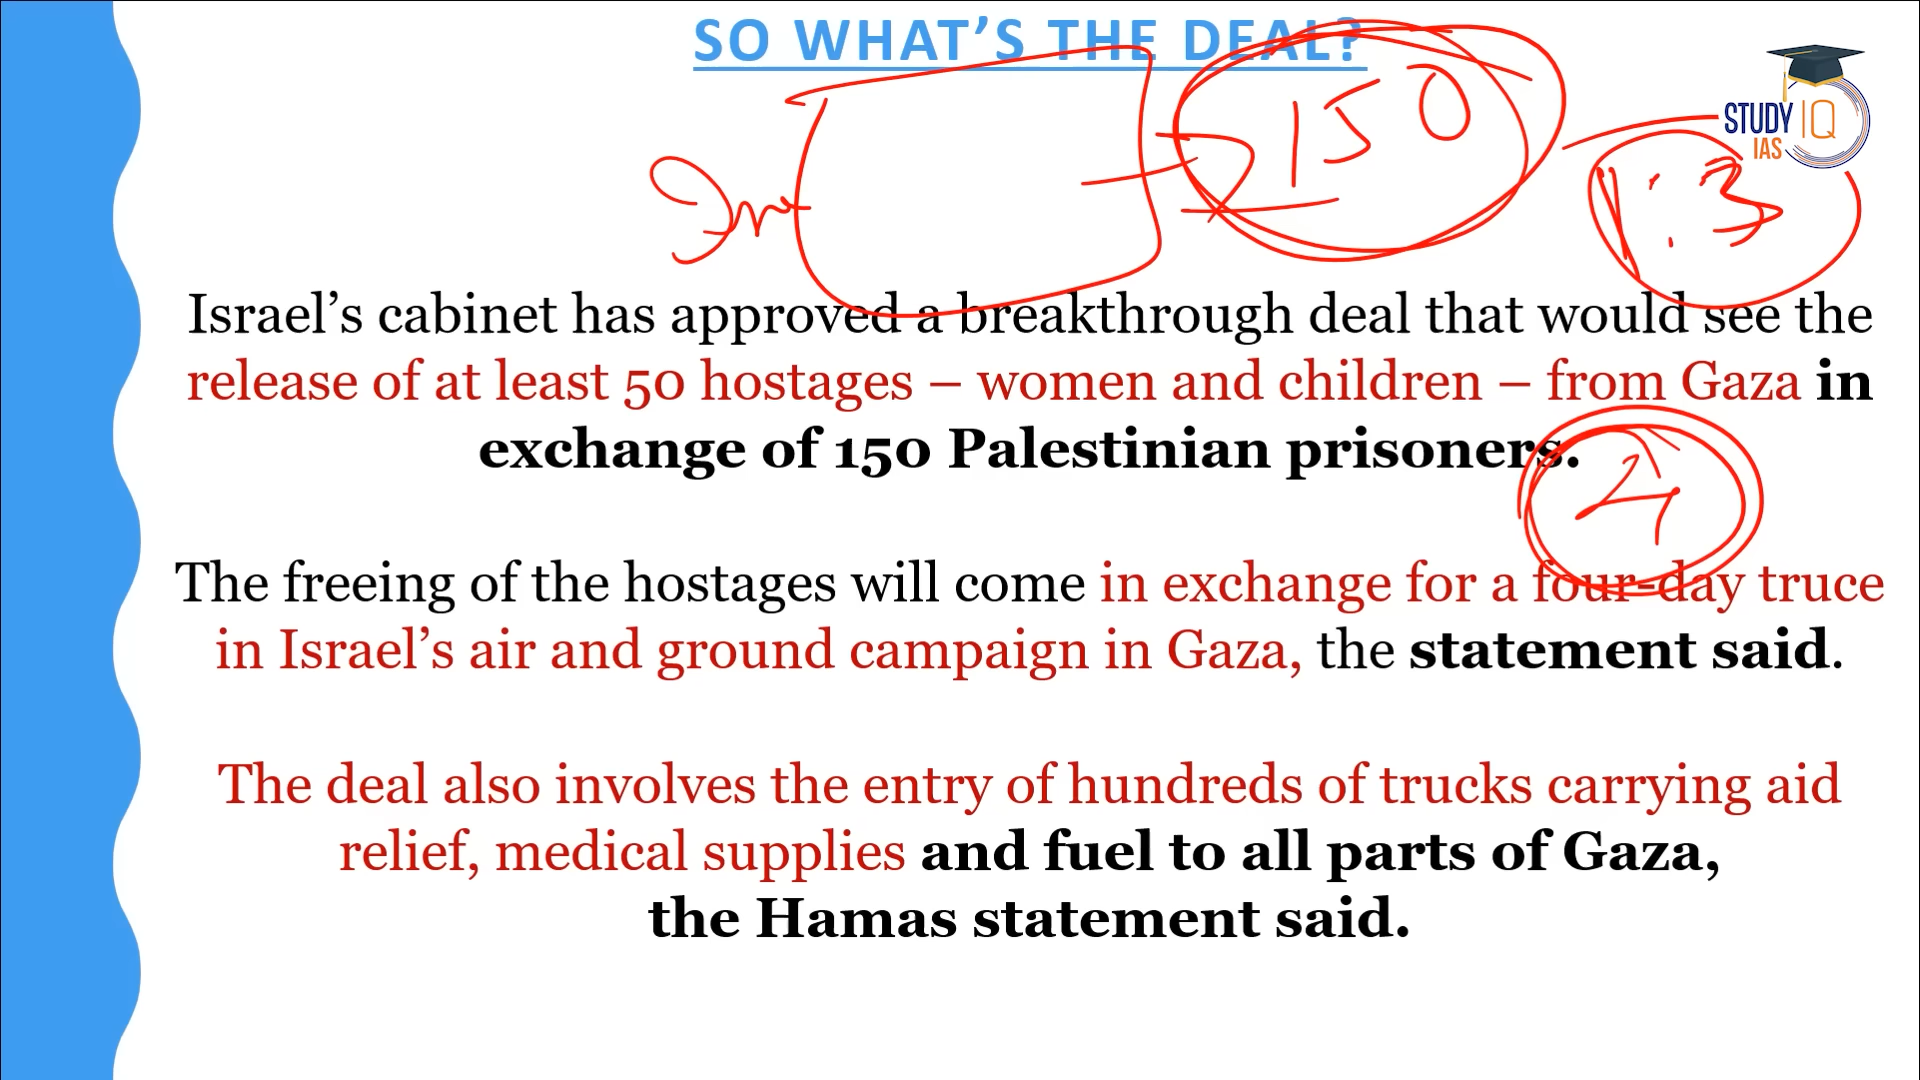 SO WHAT'S THE DEAL?
150
STUDY IQ
IAS
1:3
Israel’s cabinet has approved a breakthrough deal that would see the
release of at least 50 hostages – women and children – from Gaza in
exchange of 150 Palestinian prisoners.
4
The freeing of the hostages will come in exchange for a four-day truce
in Israel’s air and ground campaign in Gaza, the statement said.
The deal also involves the entry of hundreds of trucks carrying aid
relief, medical supplies and fuel to all parts of Gaza,
the Hamas statement said.